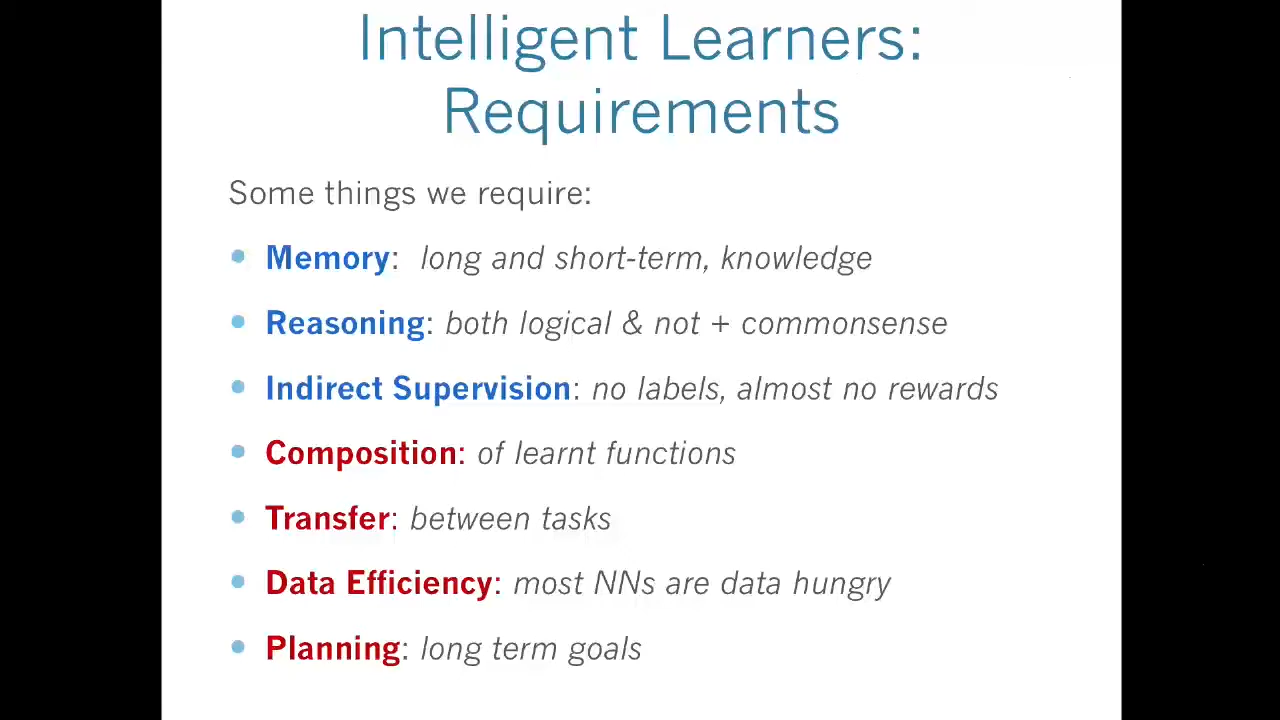 Intelligent Learners:
Requirements
Some things we require:
• Memory: long and short-term, knowledge
• Reasoning: both logical & not + commonsense
• Indirect Supervision: no labels, almost no rewards
• Composition: of learnt functions
• Transfer: between tasks
• Data Efficiency: most NNs are data hungry
• Planning: long term goals